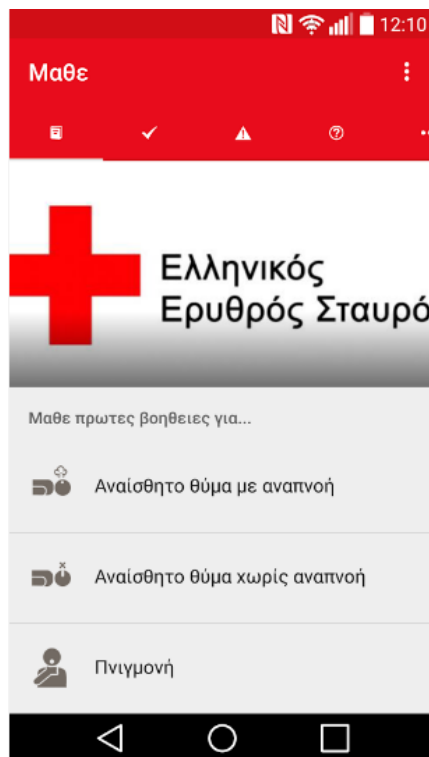 12:10
Μαθε
Ελληνικός
Ερυθρός Σταυρό
Μαθε πρωτες βοηθειες για...
Αναίσθητο θύμα με αναπνοή
Αναίσθητο θύμα χωρίς αναπνοή
Πνιγμονή